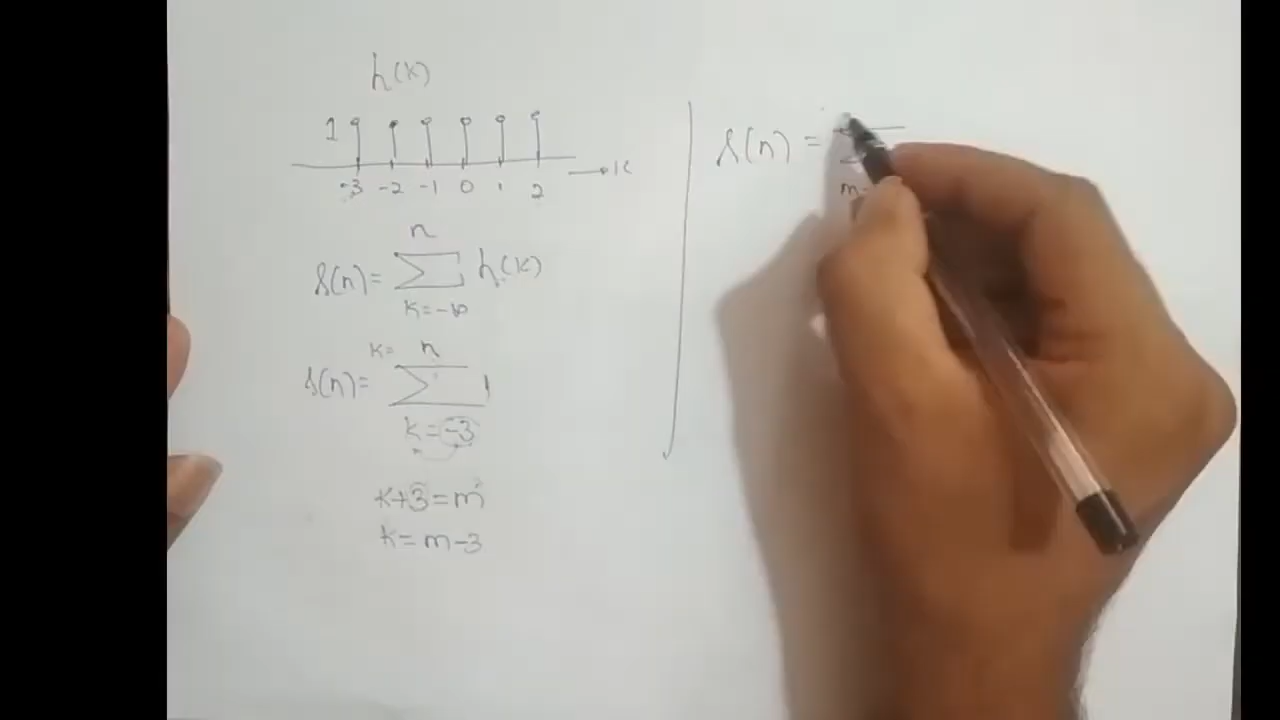 h(k)
1
-3 -2 -1 0 1 2
k
n
s(n)= ∑ h(k)
k=-∞
k= n
s(n)= ∑ 1
k=-3
k+3=m
k=m-3
s(n)= ∑
m-